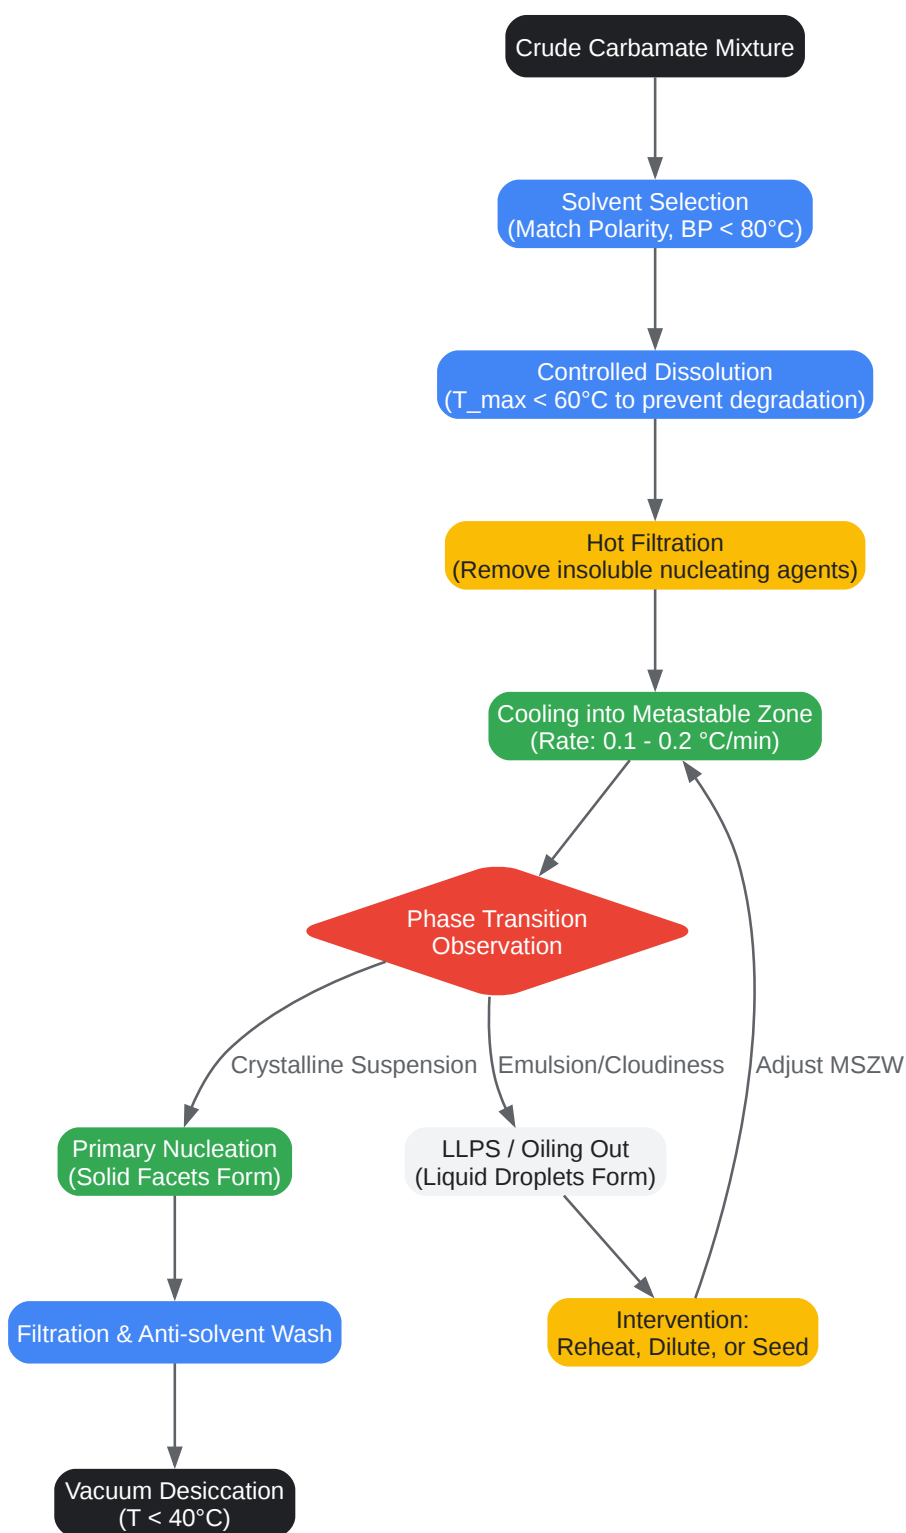 Crude Carbamate Mixture
Solvent Selection
(Match Polarity, BP < 80°C)
Controlled Dissolution
(T_max < 60°C to prevent degradation)
Hot Filtration
(Remove insoluble nucleating agents)
Cooling into Metastable Zone
(Rate: 0.1 - 0.2 °C/min)
Phase Transition
Observation
Crystalline Suspension
Emulsion/Cloudiness
Adjust MSZW
Primary Nucleation
(Solid Facets Form)
LLPS / Oiling Out
(Liquid Droplets Form)
Filtration & Anti-solvent Wash
Intervention:
Reheat, Dilute, or Seed
Vacuum Desiccation
(T < 40°C)